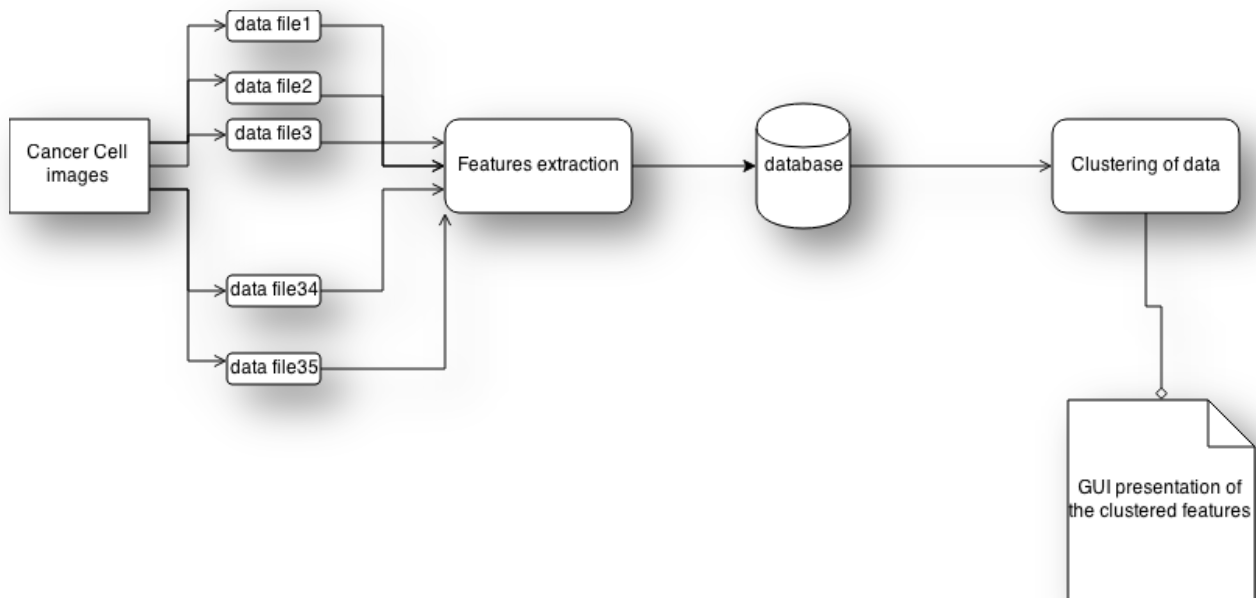 data file1
data file2
data file3
Cancer Cell
images
Features extraction
database
Clustering of data
data file34
data file35
GUI presentation of
the clustered features